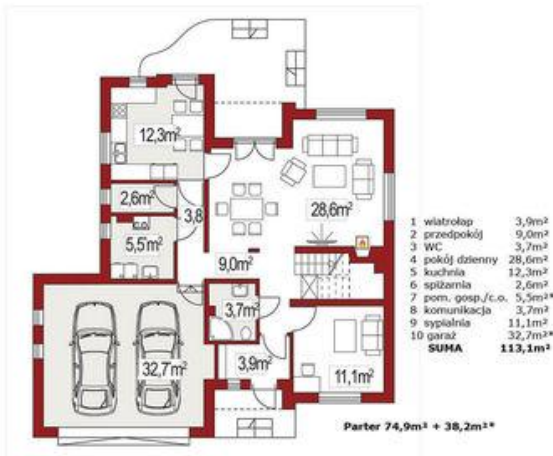 12,3m²
2,6m²
3,8
5,5m²
28,6m²
9,0m²
3,7m²
32,7m²
3,9m²
11,1m²
1 wiatrołap 3,9m²
2 przedpokój 9,0m²
3 WC 3,7m²
4 pokój dzienny 28,6m²
5 kuchnia 12,3m²
6 spiżarnia 2,6m²
7 pom. gosp./c.o. 5,5m²*
8 komunikacja 3,7m²
9 sypialnia 11,1m²
10 garaż 32,7m²*
SUMA 113,1m²
Parter 74,9m² + 38,2m²*